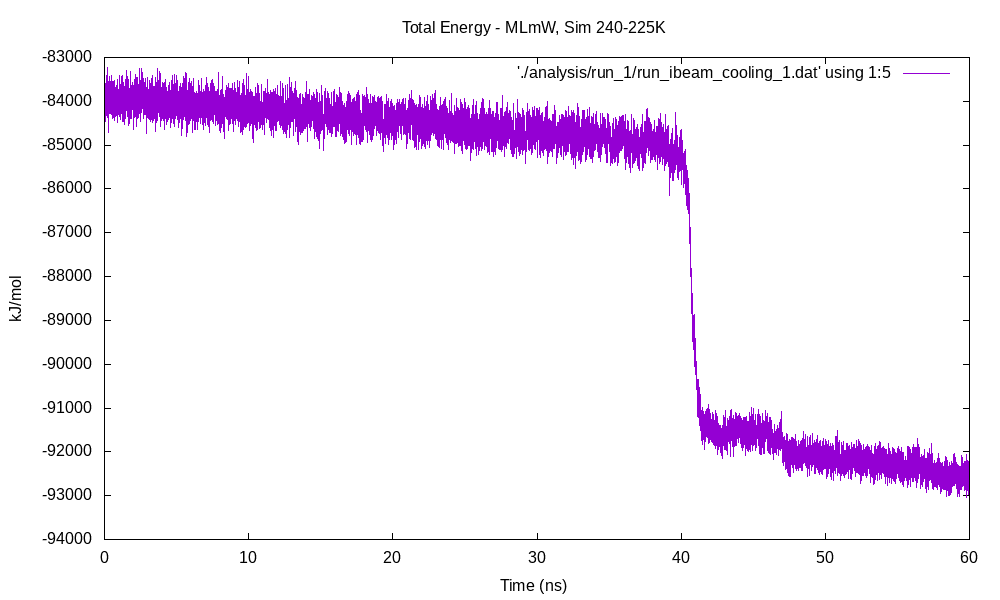 Total Energy - MLmW, Sim 240-225K
'./analysis/run_1/run_ibeam_cooling_1.dat' using 1:5
-83000
-84000
-85000
-86000
-87000
-88000
-89000
-90000
-91000
-92000
-93000
-94000
kJ/mol
0 10 20 30 40 50 60
Time (ns)